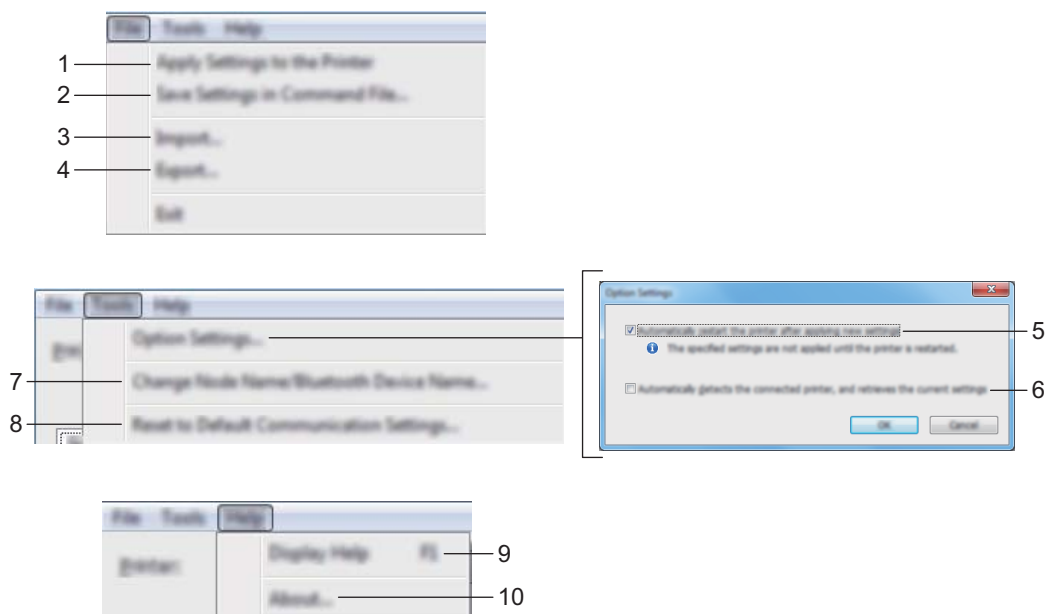 File Tools Help
1 Apply Settings to the Printer
2 Save Settings in Command File...
3 Import...
4 Export...
Exit
File Tools Help
Option Settings...
7 Change Node Name/Bluetooth Device Name...
8 Reset to Default Communication Settings...
Option Settings
Automatically restart the printer after applying new settings 5
The specified settings are not applied until the printer is restarted.
Automatically detects the connected printer, and retrieves the current settings 6
OK Cancel
File Tools Help
Printer:
Display Help F1 9
About... 10